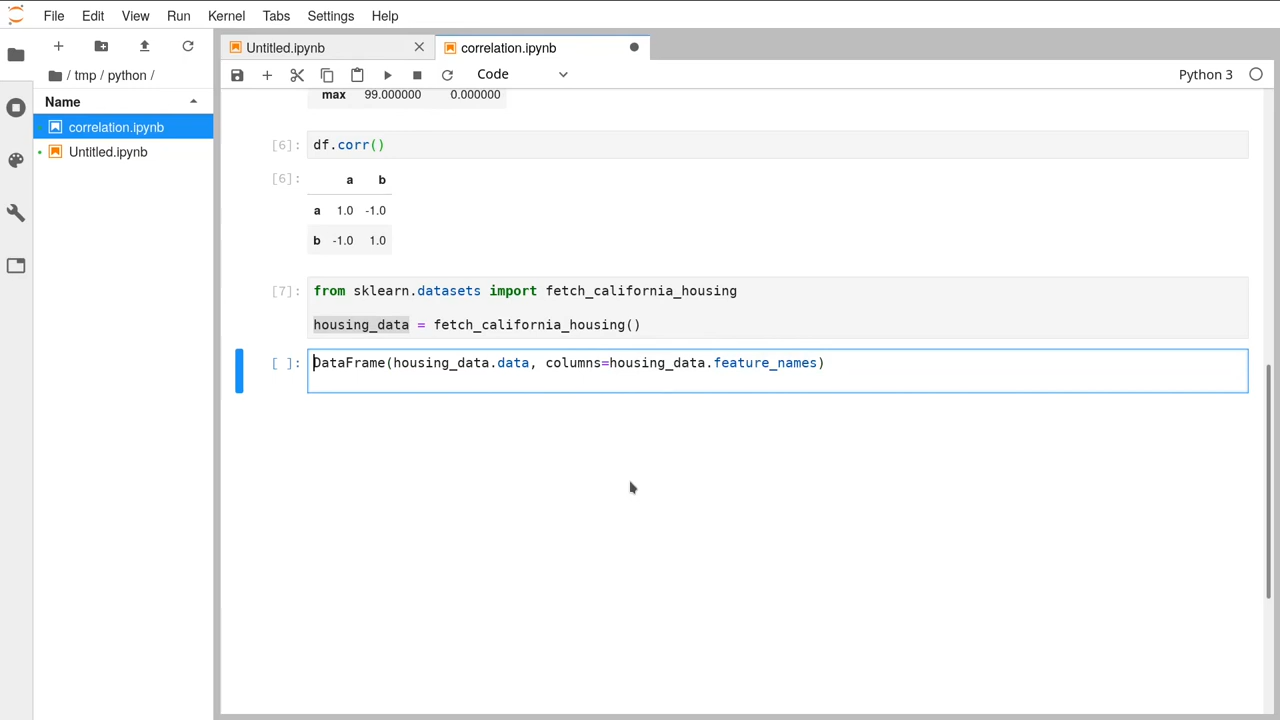 File Edit View Run Kernel Tabs Settings Help
/ tmp / python /
Name
correlation.ipynb
Untitled.ipynb
Untitled.ipynb
correlation.ipynb
Code
Python 3
max 99.000000 0.000000
[6]: df.corr()
[6]: a b
a 1.0 -1.0
b -1.0 1.0
[7]: from sklearn.datasets import fetch_california_housing
housing_data = fetch_california_housing()
[ ]: DataFrame(housing_data.data, columns=housing_data.feature_names)